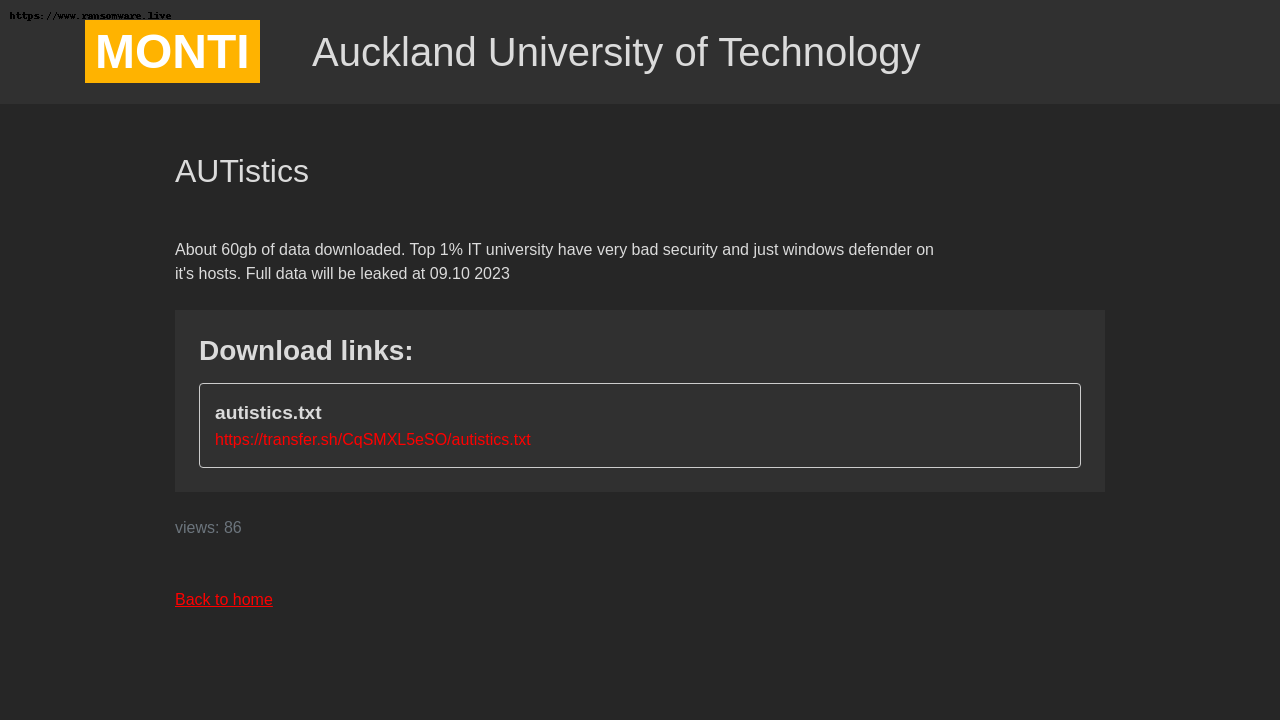 https://www.ransomware.live
MONTI
Auckland University of Technology
AUTistics
About 60gb of data downloaded. Top 1% IT university have very bad security and just windows defender on
it's hosts. Full data will be leaked at 09.10 2023
Download links:
autistics.txt
https://transfer.sh/CqSMXL5eSO/autistics.txt
views: 86
Back to home